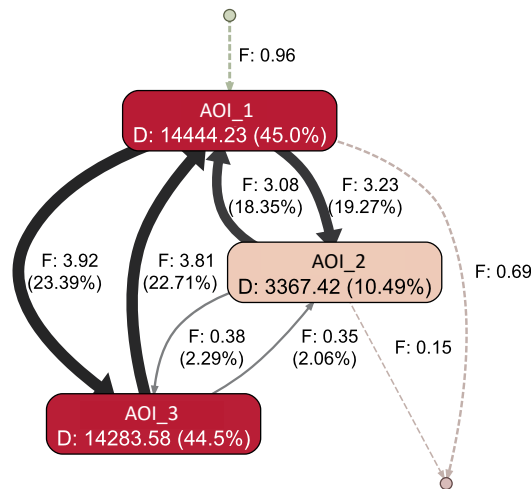 F: 0.96
AOI_1
D: 14444.23 (45.0%)
F: 3.08
(18.35%)
F: 3.23
(19.27%)
F: 3.92
(23.39%)
F: 3.81
(22.71%)
AOI_2
D: 3367.42 (10.49%)
F: 0.69
F: 0.38
(2.29%)
F: 0.35
(2.06%)
F: 0.15
AOI_3
D: 14283.58 (44.5%)